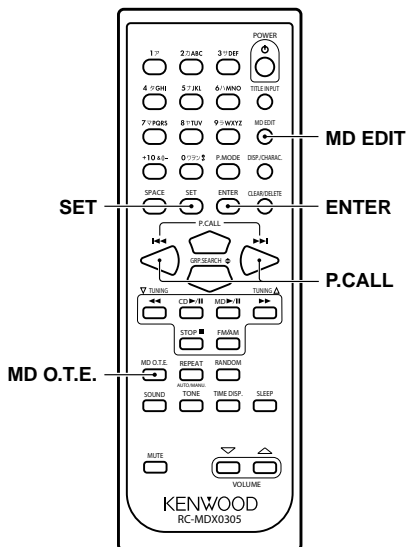 POWER
1ア 2カABC 3サDEF
4タGHI 5ナJKL 6ハMNO TITLE INPUT
7マPQRS 8ヤTUV 9ラWXYZ MD EDIT
MD EDIT
P.MODE DISP./CHARAC.
SPACE SET ENTER CLEAR/DELETE
SET
ENTER
P.CALL
GRP.SEARCH
P.CALL
TUNING TUNING
CD►/II MD►/II
STOP ■ FM/AM
MD O.T.E. REPEAT RANDOM
MD O.T.E.
AUTO/MANU.
SOUND TONE TIME DISP. SLEEP
MUTE
VOLUME
KENWOOD
RC-MDX0305